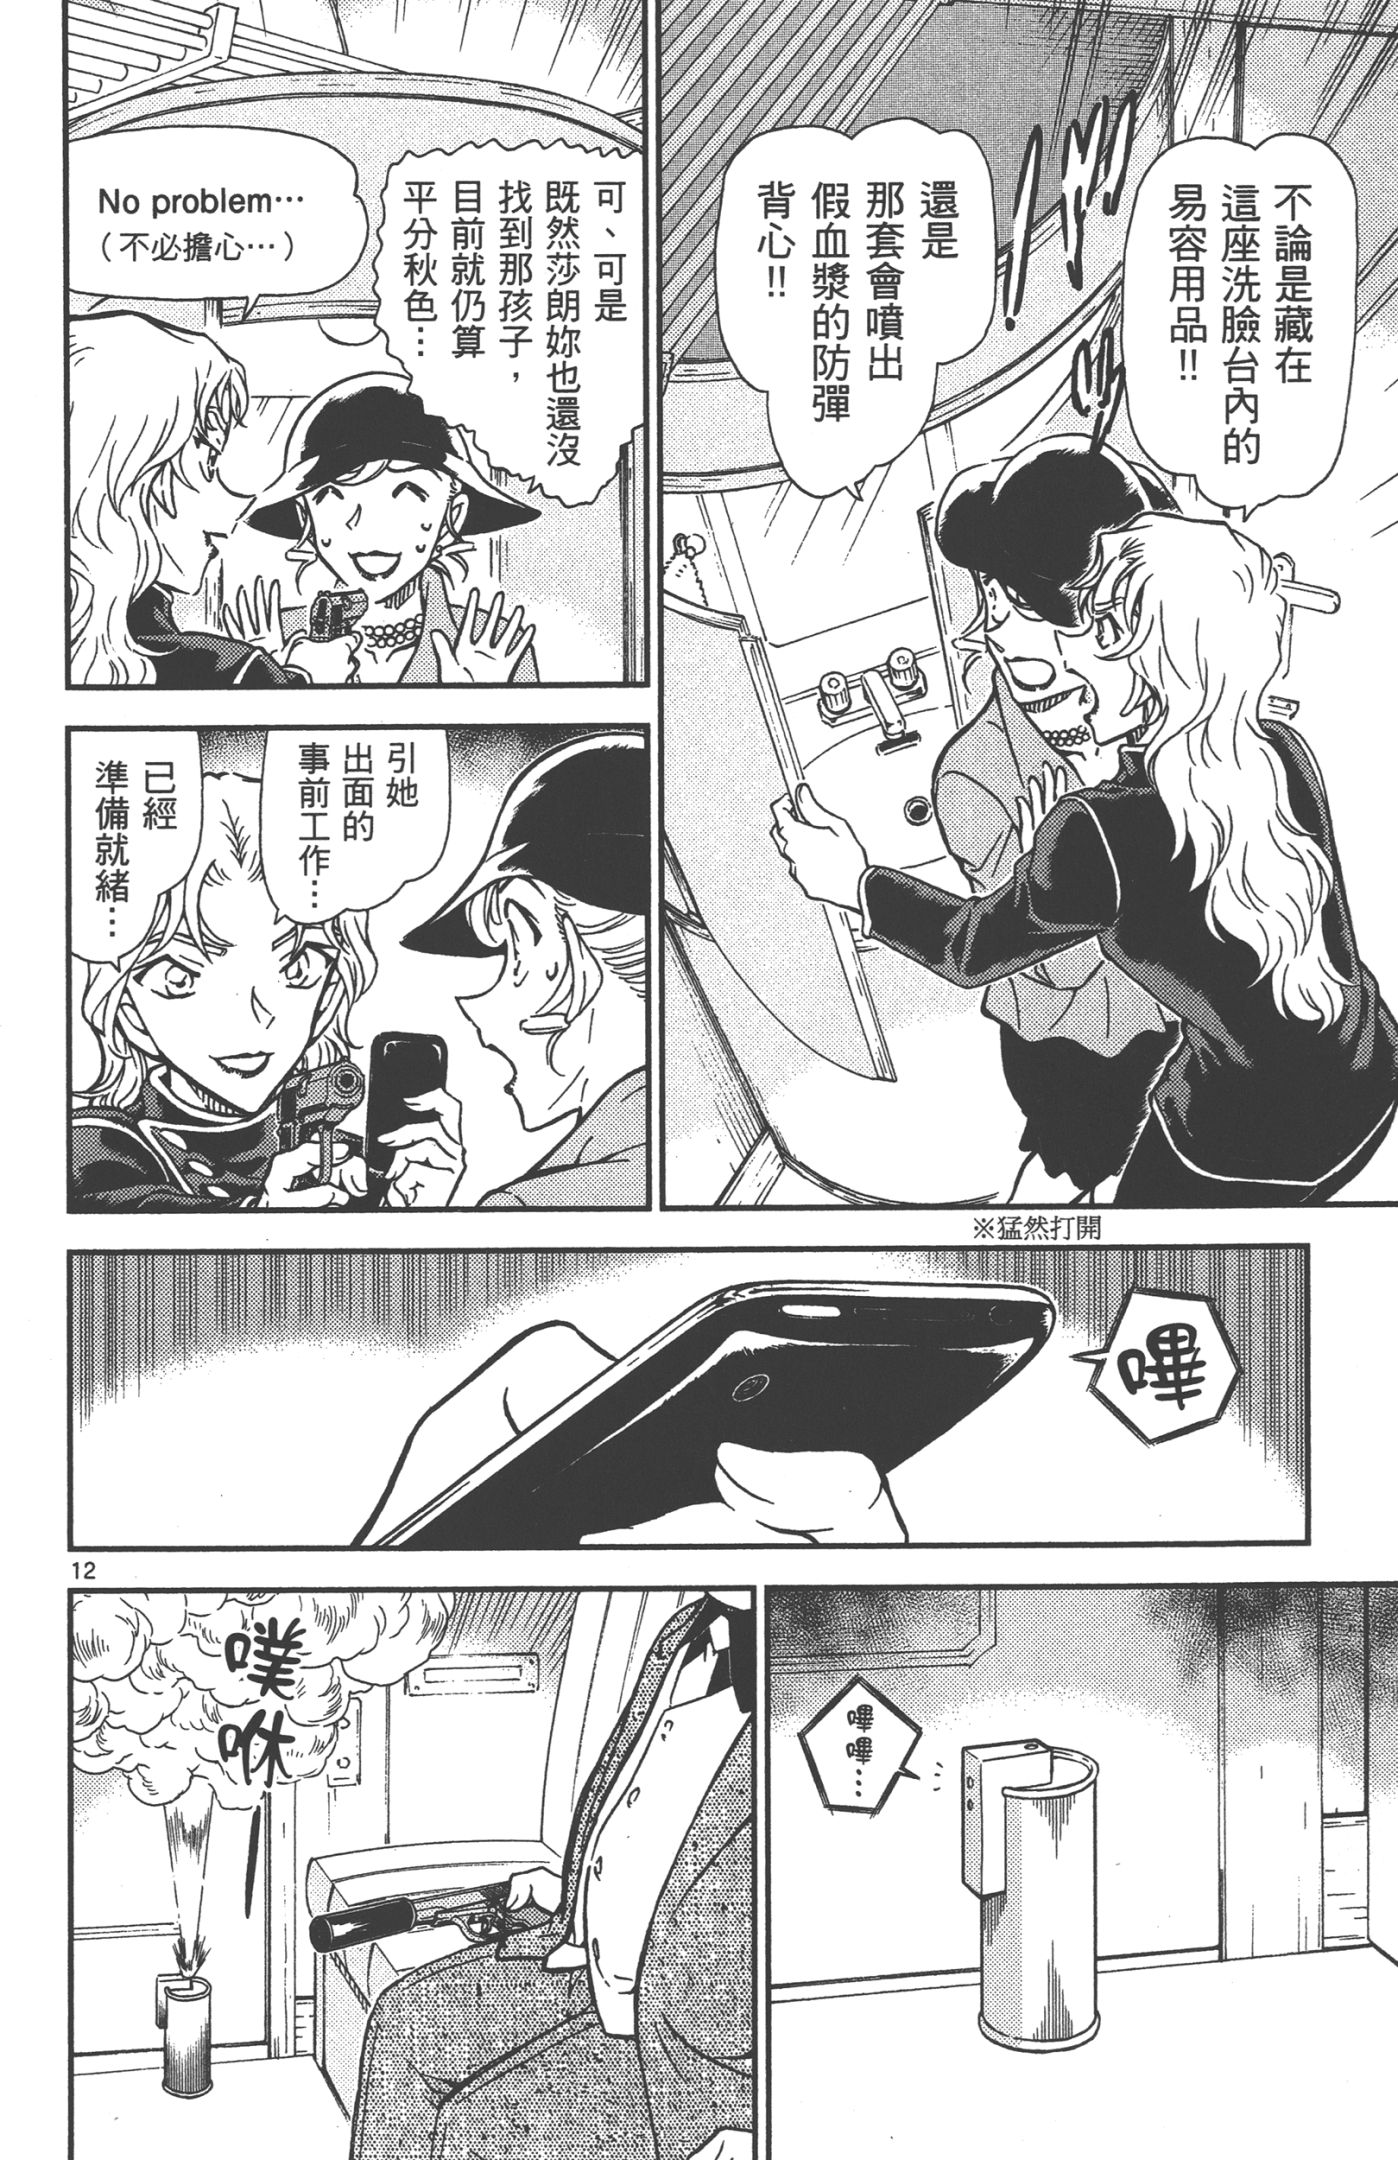 不論是藏在
這座洗臉台內的
易容用品!!
還是
那套會噴出
假血漿的防彈
背心!!
※猛然打開
可、可是
既然莎朗妳也還沒
找到那孩子，
目前就仍算
平分秋色…
No problem…
（不必擔心…）
引她
出面的
事前工作…
已經
準備就緒…
嗶
12
嗶
嗶…
噗
咻